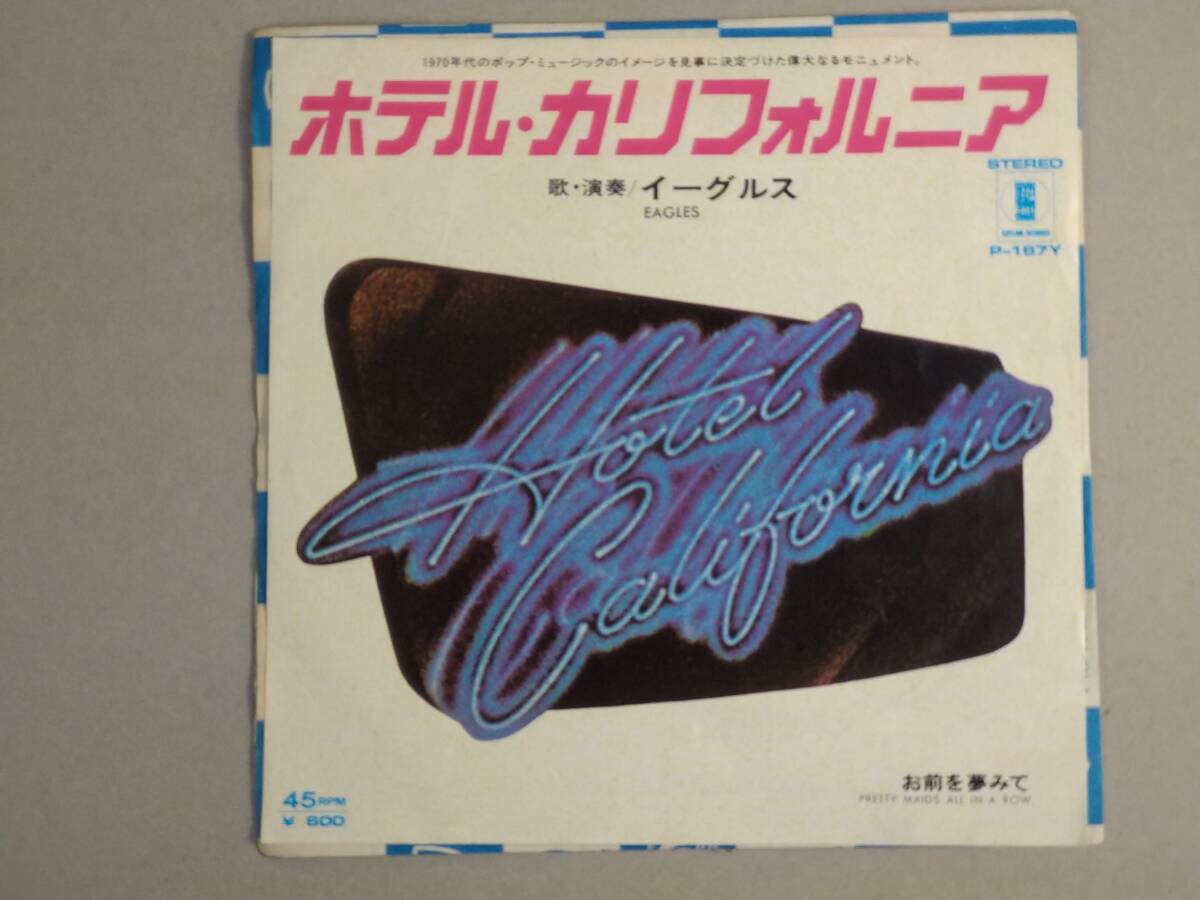 1970年代のポップ・ミュージックのイメージを見事に決定づけた偉大なるモニュメント。
ホテル・カリフォルニア
STEREO
歌・演奏/イーグルス
EAGLES
P-167Y
Hotel
California
お前を夢みて
PRETTY MAIDS ALL IN A ROW
45RPM
¥ 600